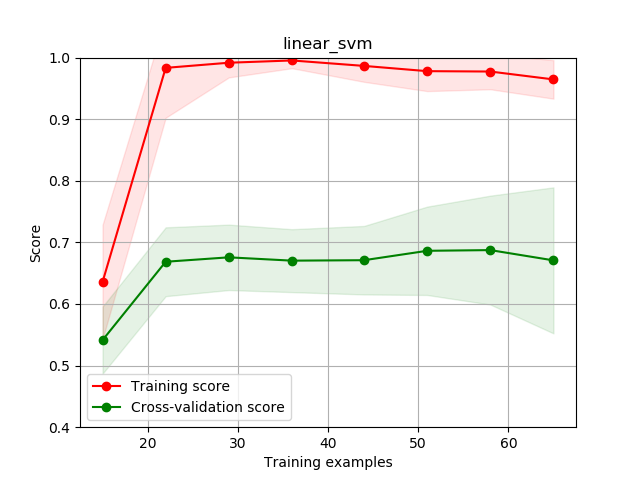 linear_svm
1.0
0.9
0.8
0.7
0.6
0.5
0.4
Score
Training score
Cross-validation score
20 30 40 50 60
Training examples